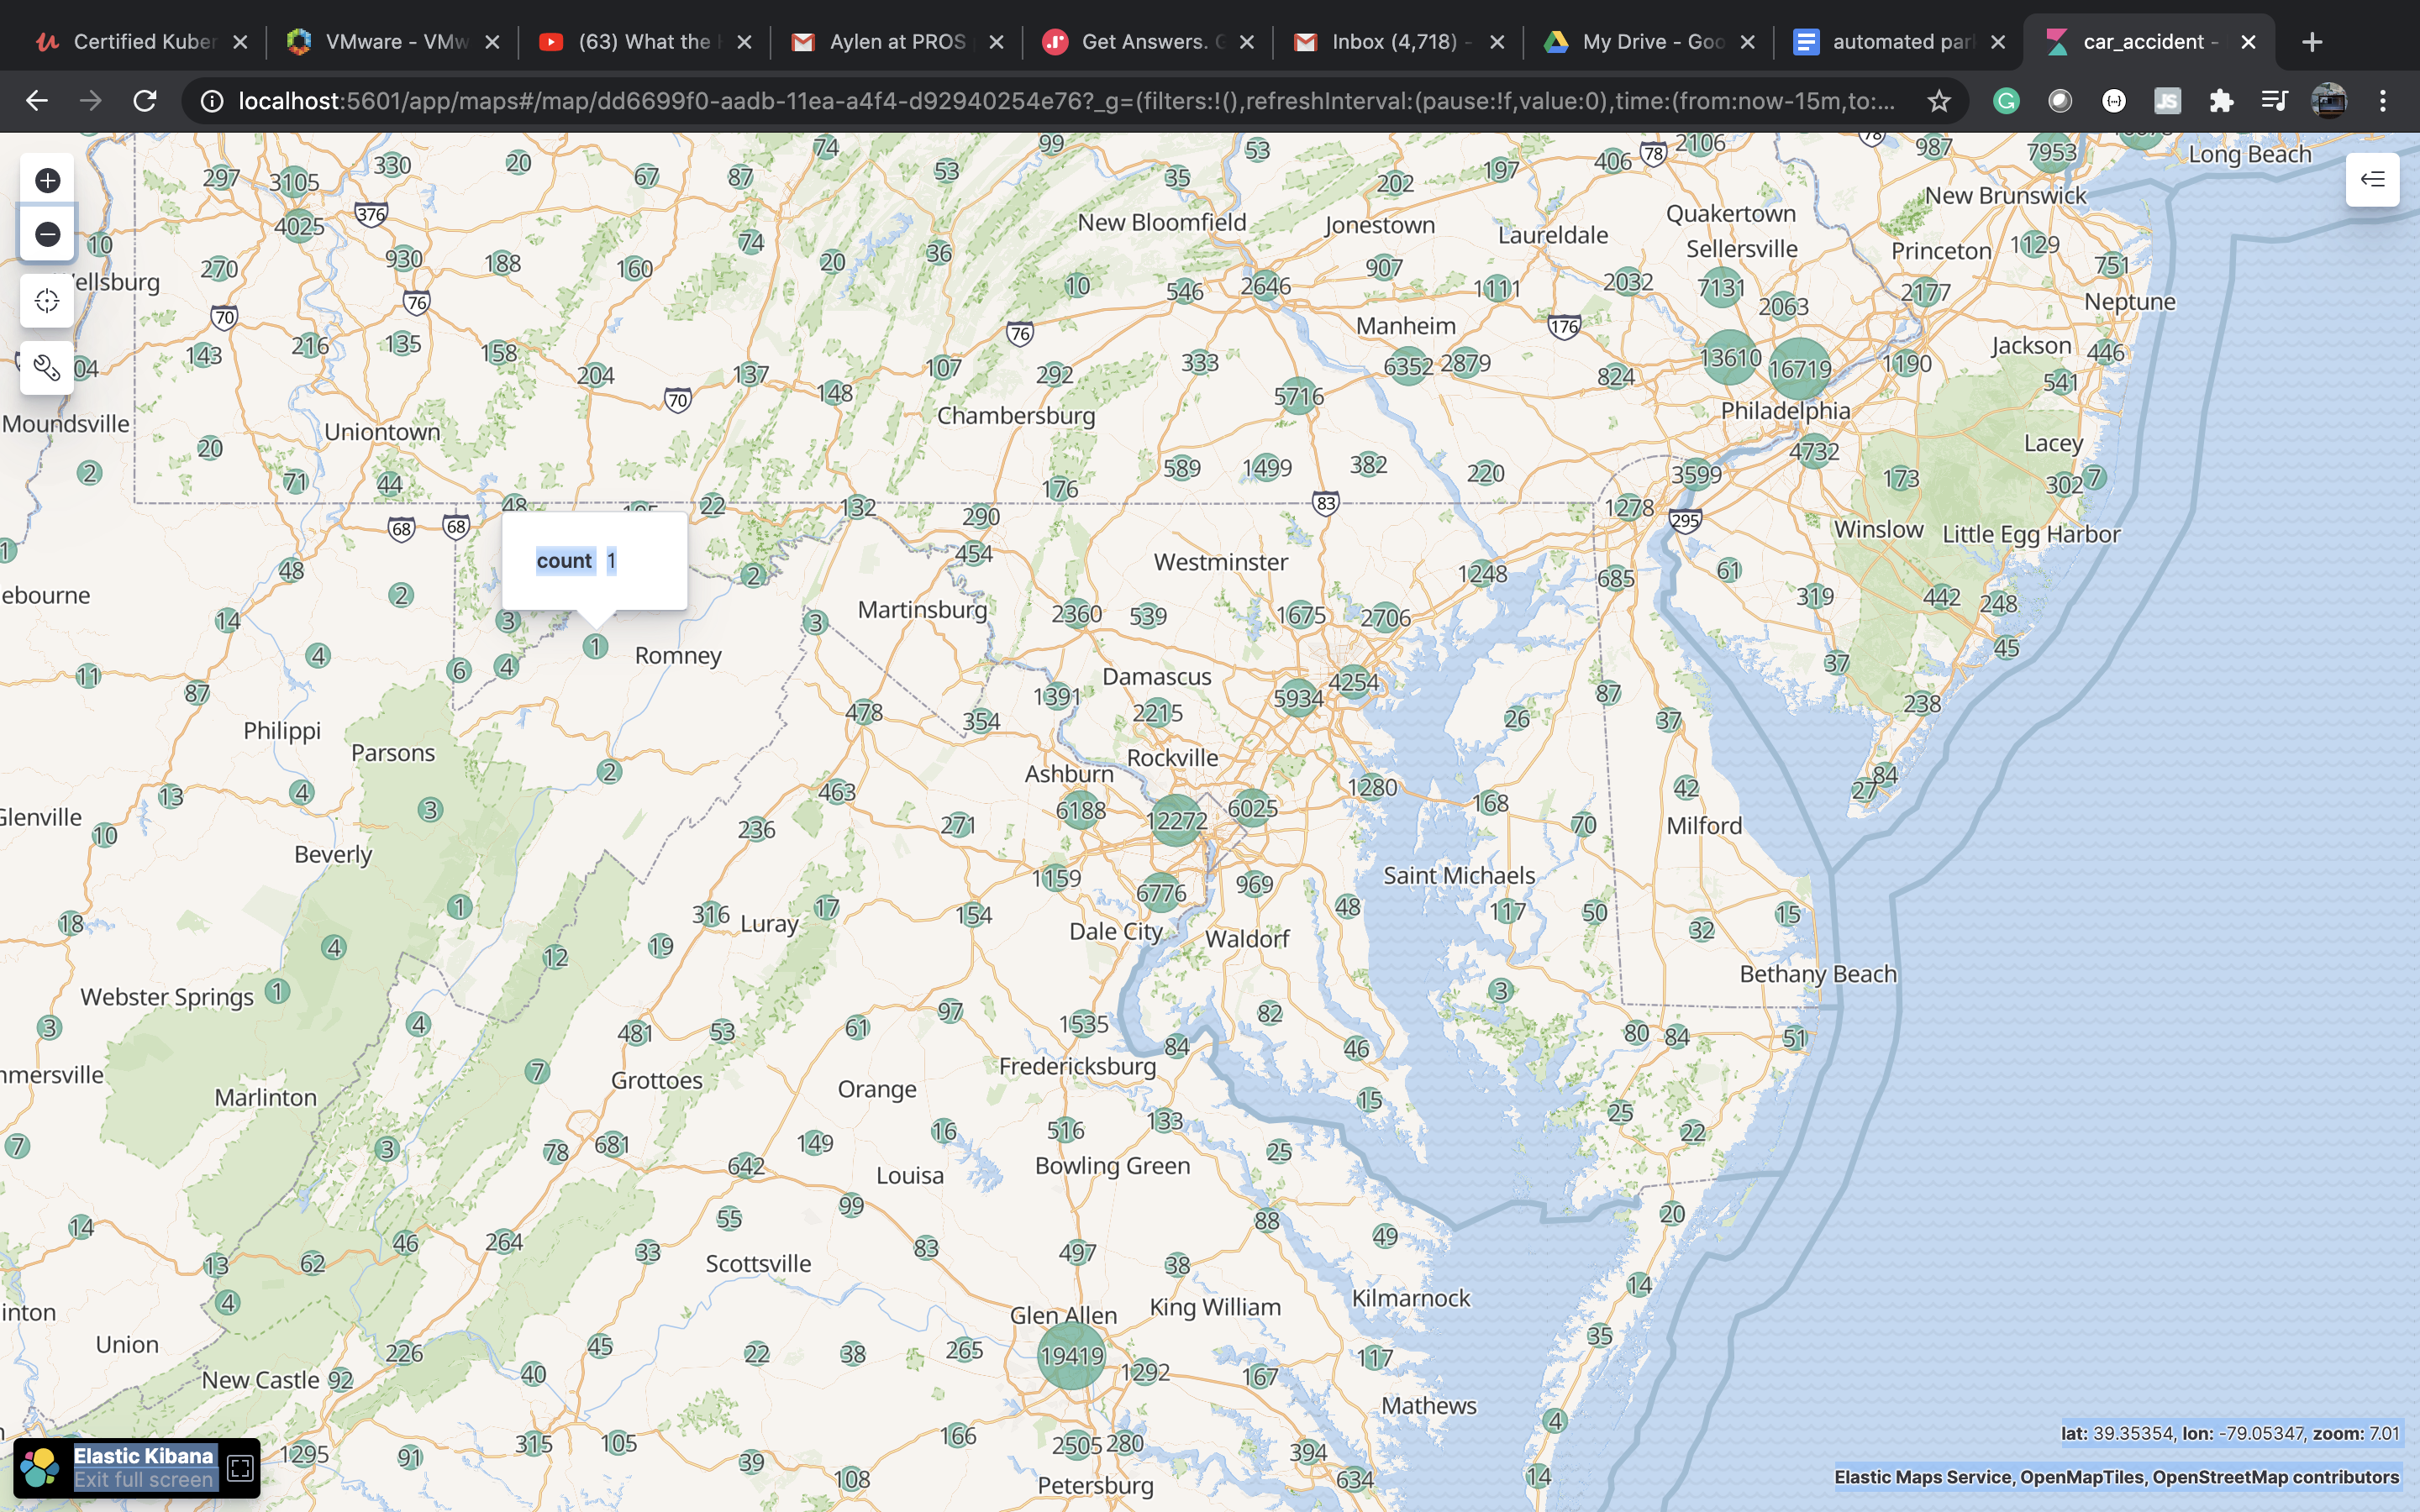 Certified Kuber
VMware - VMw
(63) What the
Aylen at PROS
Get Answers. G
Inbox (4,718) -
My Drive - Goo
automated par
car_accident -
localhost:5601/app/maps#/map/dd6699f0-aadb-11ea-a4f4-d92940254e76?_g=(filters:!(),refreshInterval:(pause:!f,value:0),time:(from:now-15m,to:...
74 99 53 406 78 2106 78 987 7953
Long Beach
297 3105 330 20 67 87 53 35 202 197
New Brunswick
376 4025 New Bloomfield Jonestown Quakertown
10 270 930 188 160 74 20 36 907 Laureldale Sellersville Princeton 1129 751
ellsburg 70 76 10 546 2646 1111 2032 7131 2063 2177 Neptune
143 216 135 158 76 Manheim 176 Jackson
04 204 70 137 148 107 292 333 6352 2879 824 13610 16719 1190 446 541
Moundsville Uniontown Chambersburg 5716 Philadelphia
20 4732 Lacey
2 71 44 176 589 1499 382 220 3599 173 302 7
48 22 132 290 83 1278 295
68 68 Winslow Little Egg Harbor
1 count 1 454 Westminster
48 2 2 1248 685 61
ebourne 14 3 3 Martinsburg 2360 539 1675 2706 319 442 248
4 6 4 1 Romney 37 45
11 87 Damascus
Philippi 478 354 1391 2215 5934 4254 26 87 37 238
Parsons Rockville
2 Ashburn
13 4 3 463 6188 12272 6025 1280 168 42 27 84
Glenville 10 236 271 70 Milford
Beverly 1159 6776 969 Saint Michaels
18 1 316 Luray 17 154 48 117 50 32 15
4 12 19 Dale City Waldorf
Webster Springs 1 3 Bethany Beach
3 4 481 53 61 97 1535 84 82 46 80 84 51
mmersville 7 Grottoes Fredericksburg
Marlinton Orange 15
7 3 78 681 149 16 516 133 25 25 22
642 Louisa Bowling Green
14 55 99 88 49 20
13 62 46 264 33 Scottsville 83 497 38
4 14
inton Glen Allen King William Kilmarnock
Union 226 45 22 38 265 19419 1292 167 117 35
New Castle 92 40
Mathews
1295 91 315 105 39 108 166 2505 280 394 634 4 14
Petersburg
Elastic Kibana
Exit full screen
lat: 39.35354, lon: -79.05347, zoom: 7.01
Elastic Maps Service, OpenMapTiles, OpenStreetMap contributors